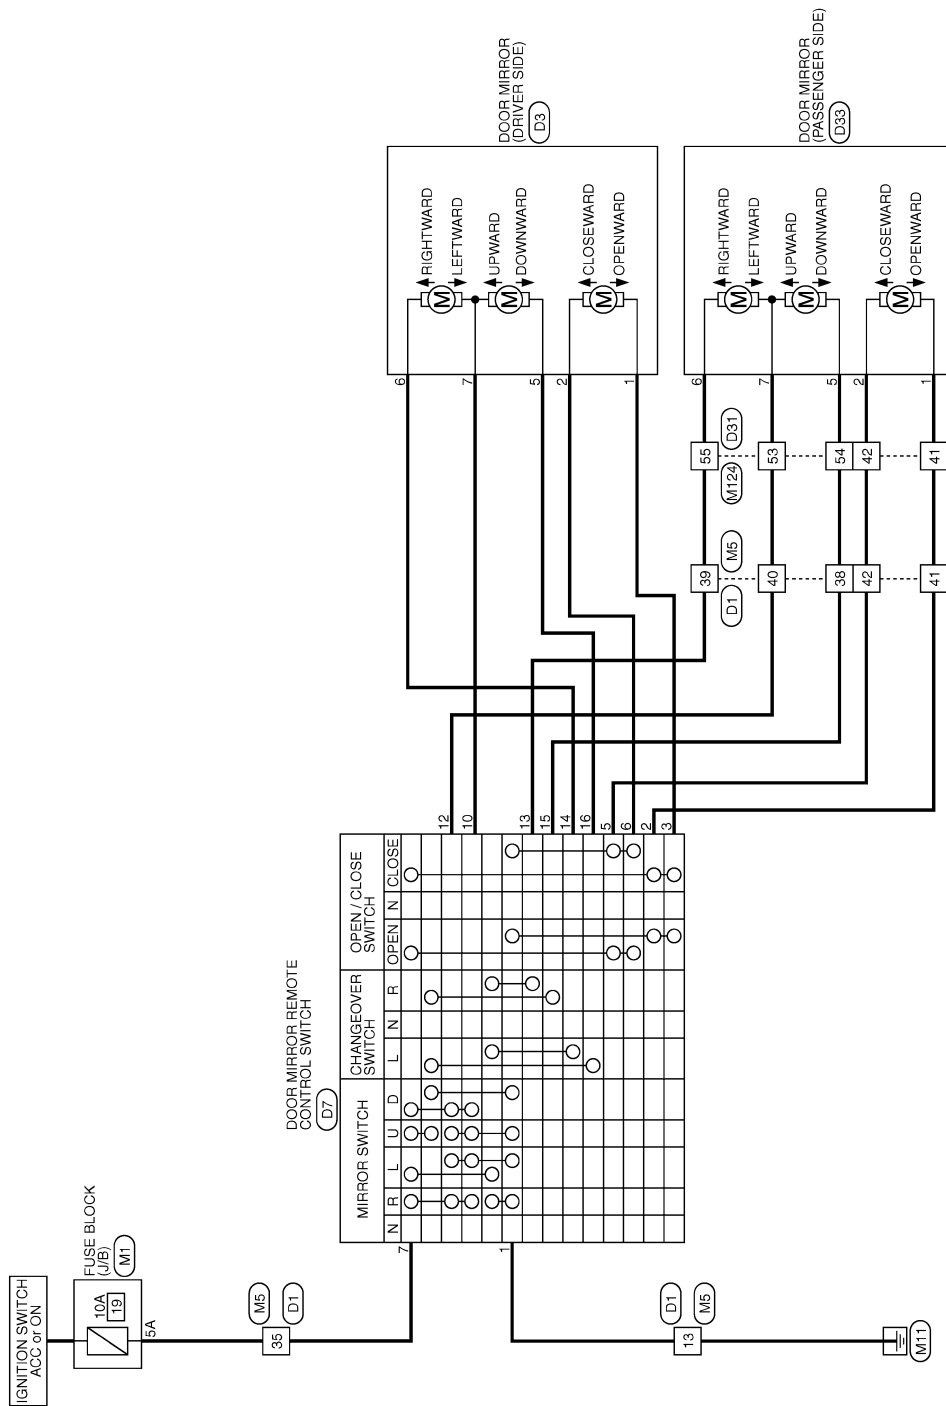 IGNITION SWITCH
ACC or ON
FUSE BLOCK
(J/B)
M1
10A
19
5A
M5
D1
35
7
DOOR MIRROR REMOTE
CONTROL SWITCH
D7
MIRROR SWITCH
CHANGEOVER
SWITCH
OPEN / CLOSE
SWITCH
N
R
L
U
D
L
N
R
OPEN
N
CLOSE
1
D1
M5
13
M11
12
10
13
15
14
16
5
6
2
3
DOOR MIRROR
(DRIVER SIDE)
D3
6
7
5
2
1
M
M
M
RIGHTWARD
LEFTWARD
UPWARD
DOWNWARD
CLOSEWARD
OPENWARD
DOOR MIRROR
(PASSENGER SIDE)
D33
6
7
5
2
1
M
M
M
RIGHTWARD
LEFTWARD
UPWARD
DOWNWARD
CLOSEWARD
OPENWARD
D31
M124
55
53
54
42
41
M5
D1
39
40
38
42
41